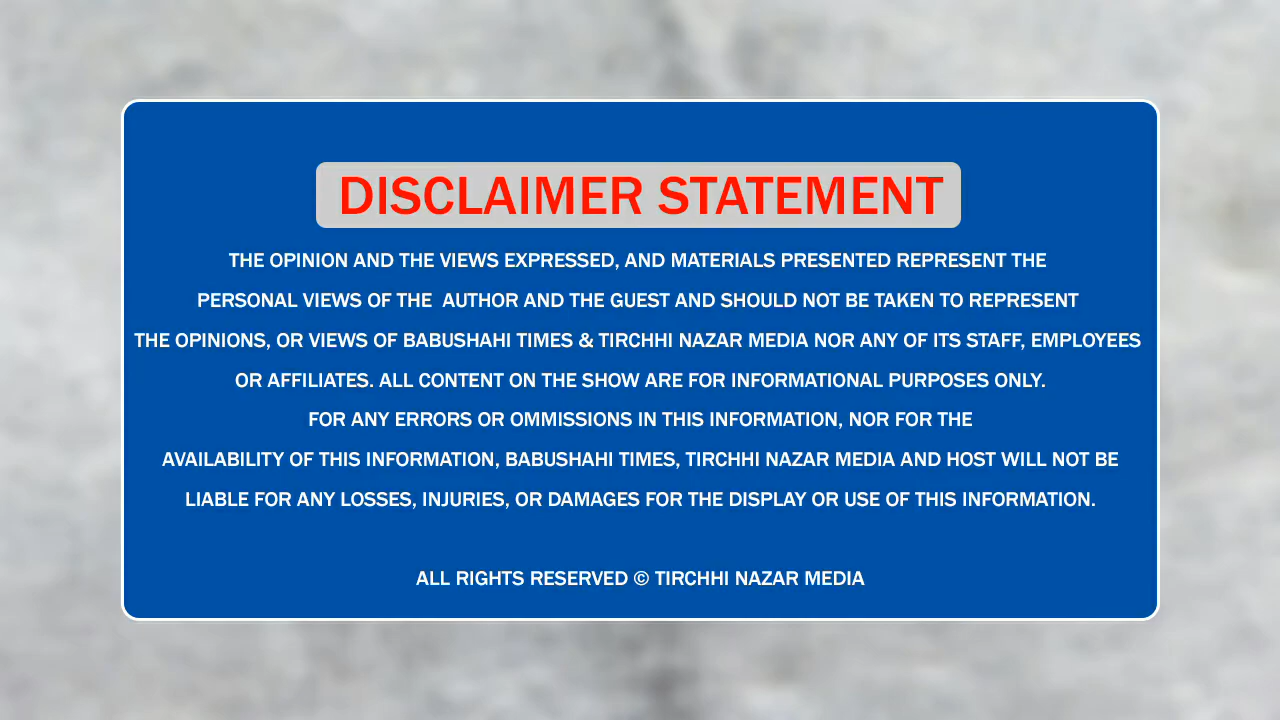 DISCLAIMER STATEMENT
THE OPINION AND THE VIEWS EXPRESSED, AND MATERIALS PRESENTED REPRESENT THE
PERSONAL VIEWS OF THE  AUTHOR AND THE GUEST AND SHOULD NOT BE TAKEN TO REPRESENT
THE OPINIONS, OR VIEWS OF BABUSHAHI TIMES & TIRCHHI NAZAR MEDIA NOR ANY OF ITS STAFF, EMPLOYEES
OR AFFILIATES. ALL CONTENT ON THE SHOW ARE FOR INFORMATIONAL PURPOSES ONLY.
FOR ANY ERRORS OR OMMISSIONS IN THIS INFORMATION, NOR FOR THE
AVAILABILITY OF THIS INFORMATION, BABUSHAHI TIMES, TIRCHHI NAZAR MEDIA AND HOST WILL NOT BE
LIABLE FOR ANY LOSSES, INJURIES, OR DAMAGES FOR THE DISPLAY OR USE OF THIS INFORMATION.
ALL RIGHTS RESERVED © TIRCHHI NAZAR MEDIA